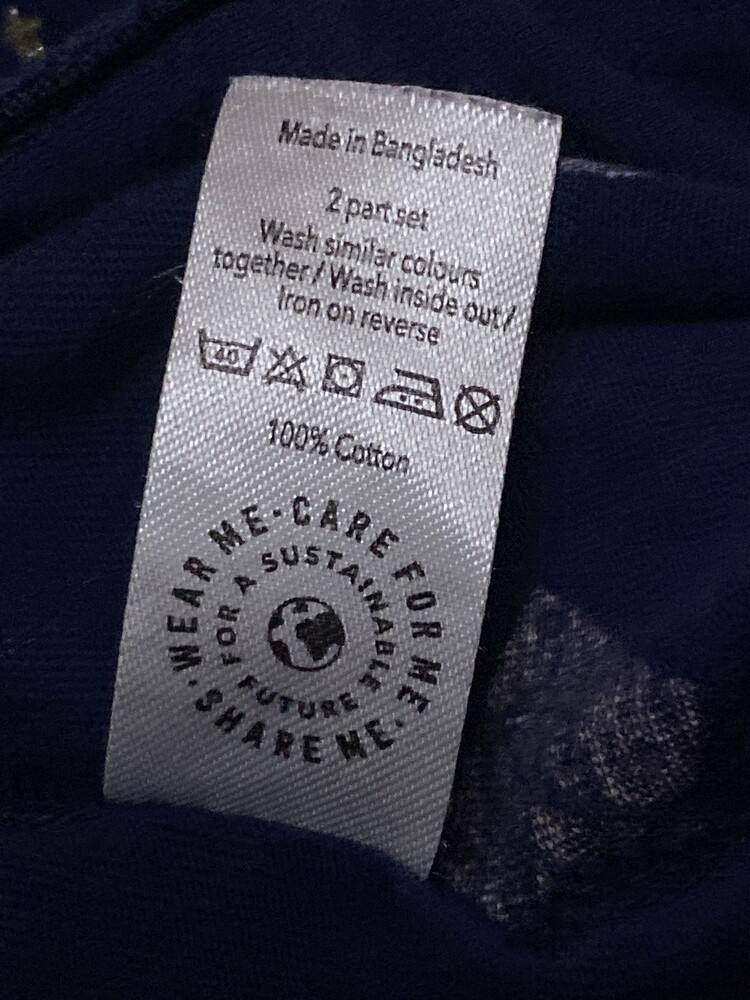 Made in Bangladesh
2 part set
Wash similar colours
together / Wash inside out /
Iron on reverse
40
100% Cotton
WEAR ME · CARE FOR ME · SHARE ME ·
FOR A SUSTAINABLE FUTURE